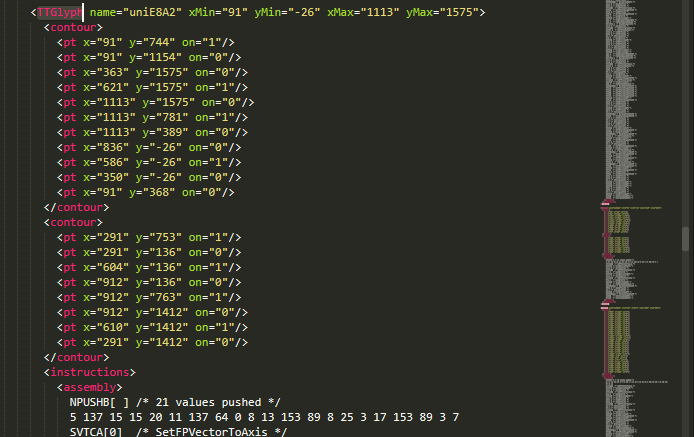 <TTGlyph name="uniE8A2" xMin="91" yMin="-26" xMax="1113" yMax="1575">
<contour>
<pt x="91" y="744" on="1"/>
<pt x="91" y="1154" on="0"/>
<pt x="363" y="1575" on="0"/>
<pt x="621" y="1575" on="1"/>
<pt x="1113" y="1575" on="0"/>
<pt x="1113" y="781" on="1"/>
<pt x="1113" y="389" on="0"/>
<pt x="836" y="-26" on="0"/>
<pt x="586" y="-26" on="1"/>
<pt x="350" y="-26" on="0"/>
<pt x="91" y="368" on="0"/>
</contour>
<contour>
<pt x="291" y="753" on="1"/>
<pt x="291" y="136" on="0"/>
<pt x="604" y="136" on="1"/>
<pt x="912" y="136" on="0"/>
<pt x="912" y="763" on="1"/>
<pt x="912" y="1412" on="0"/>
<pt x="610" y="1412" on="1"/>
<pt x="291" y="1412" on="0"/>
</contour>
<instructions>
<assembly>
NPUSHB[ ] /* 21 values pushed */
5 137 15 15 20 11 137 64 0 8 13 153 89 8 25 3 17 153 89 3 7
SVTCA[0] /* SetFPVectorToAxis */